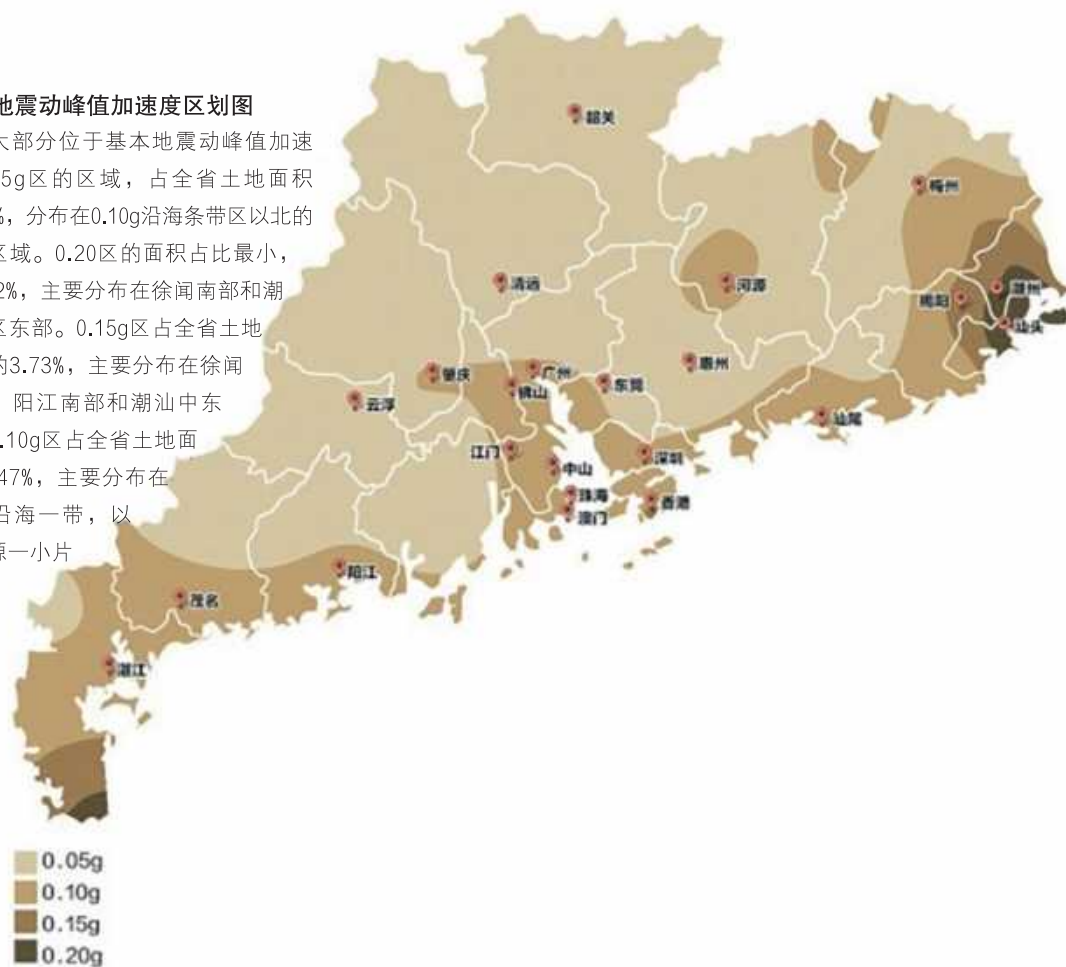 地震动峰值加速度区划图
大部分位于基本地震动峰值加速
5g区的区域，占全省土地面积
%，分布在0.10g沿海条带区以北的
区域。0.20区的面积占比最小，
2%，主要分布在徐闻南部和潮
区东部。0.15g区占全省土地
的3.73%，主要分布在徐闻
阳江南部和潮汕中东
.10g区占全省土地面
47%，主要分布在
沿海一带，以
源一小片
韶关
梅州
清远
河源
潮州
揭阳
汕头
惠州
肇庆
广州
佛山
东莞
云浮
汕尾
江门
深圳
中山
珠海
香港
澳门
阳江
茂名
湛江
0.05g
0.10g
0.15g
0.20g